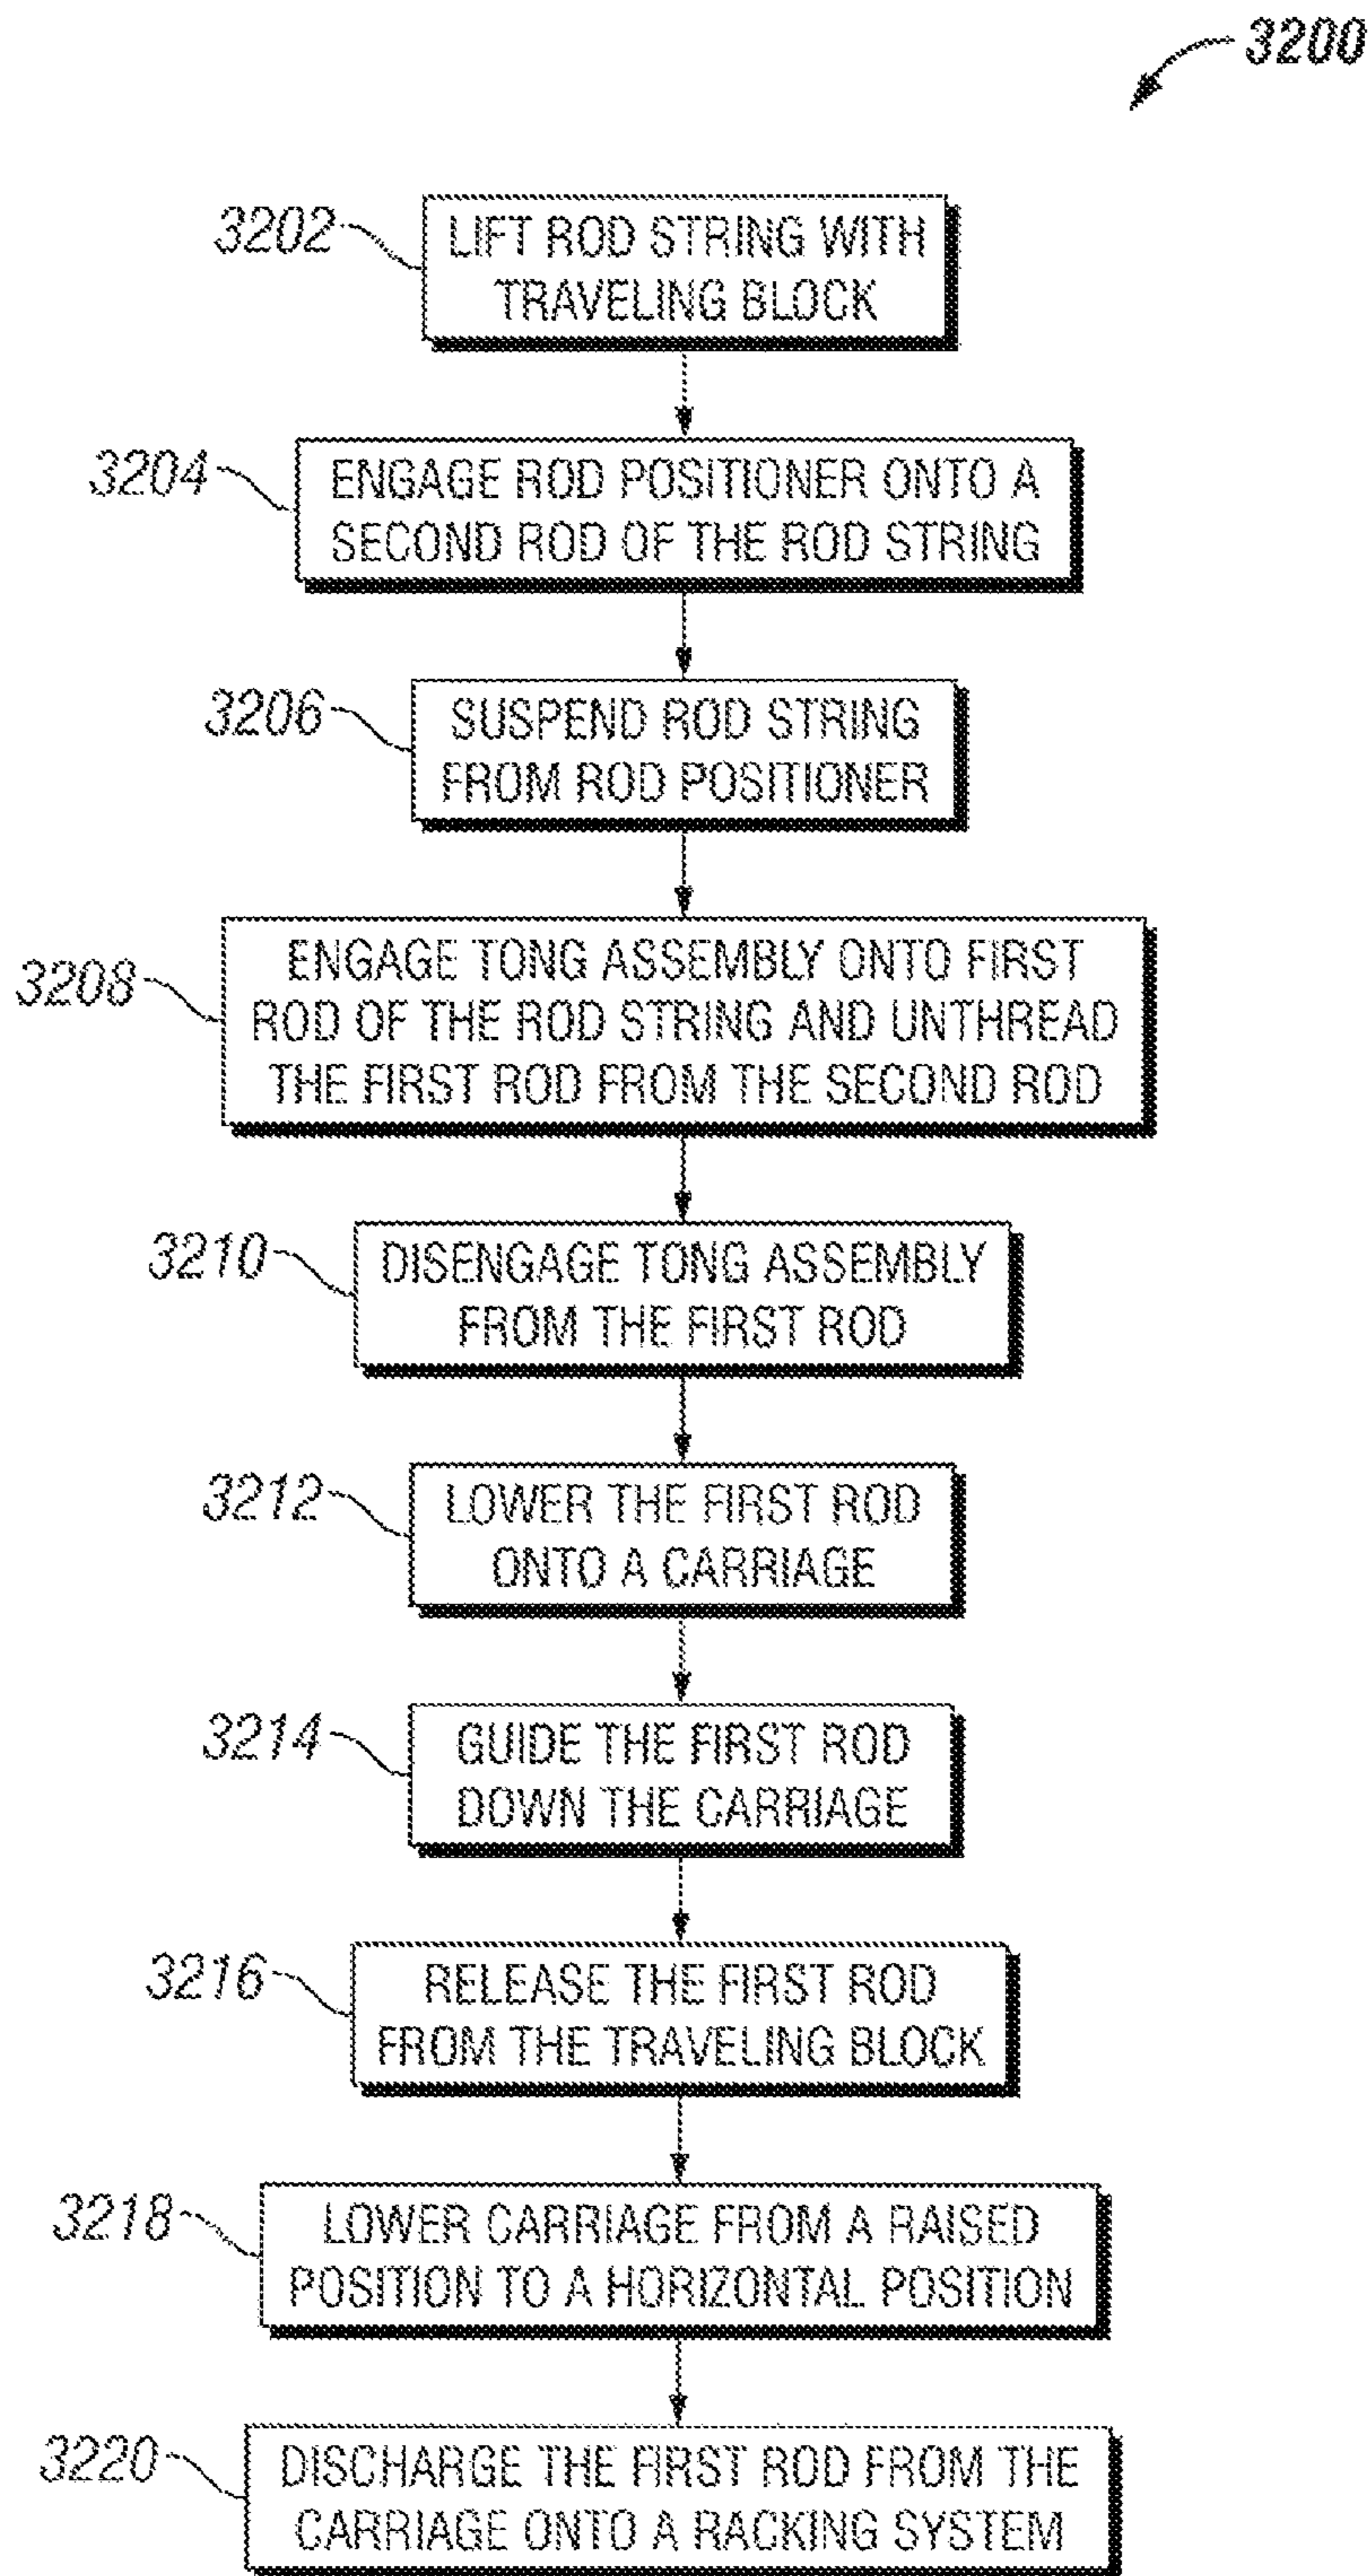 3200
3202
LIFT ROD STRING WITH
TRAVELING BLOCK
3204
ENGAGE ROD POSITIONER ONTO A
SECOND ROD OF THE ROD STRING
3206
SUSPEND ROD STRING
FROM ROD POSITIONER
3208
ENGAGE TONG ASSEMBLY ONTO FIRST
ROD OF THE ROD STRING AND UNTHREAD
THE FIRST ROD FROM THE SECOND ROD
3210
DISENGAGE TONG ASSEMBLY
FROM THE FIRST ROD
3212
LOWER THE FIRST ROD
ONTO A CARRIAGE
3214
GUIDE THE FIRST ROD
DOWN THE CARRIAGE
3216
RELEASE THE FIRST ROD
FROM THE TRAVELING BLOCK
3218
LOWER CARRIAGE FROM A RAISED
POSITION TO A HORIZONTAL POSITION
3220
DISCHARGE THE FIRST ROD FROM THE
CARRIAGE ONTO A RACKING SYSTEM